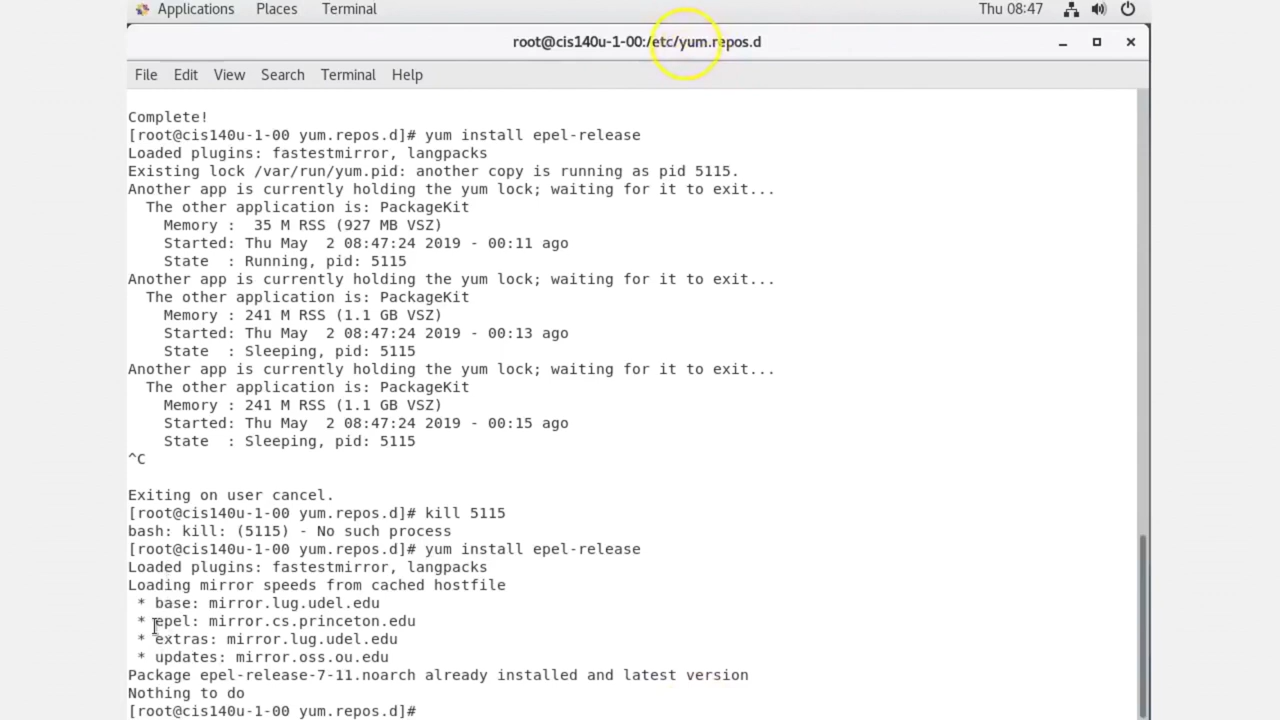 Applications Places Terminal Thu 08:47
root@cis140u-1-00:/etc/yum.repos.d
File Edit View Search Terminal Help
Complete!
[root@cis140u-1-00 yum.repos.d]# yum install epel-release
Loaded plugins: fastestmirror, langpacks
Existing lock /var/run/yum.pid: another copy is running as pid 5115.
Another app is currently holding the yum lock; waiting for it to exit...
  The other application is: PackageKit
    Memory :  35 M RSS (927 MB VSZ)
    Started: Thu May  2 08:47:24 2019 - 00:11 ago
    State  : Running, pid: 5115
Another app is currently holding the yum lock; waiting for it to exit...
  The other application is: PackageKit
    Memory : 241 M RSS (1.1 GB VSZ)
    Started: Thu May  2 08:47:24 2019 - 00:13 ago
    State  : Sleeping, pid: 5115
Another app is currently holding the yum lock; waiting for it to exit...
  The other application is: PackageKit
    Memory : 241 M RSS (1.1 GB VSZ)
    Started: Thu May  2 08:47:24 2019 - 00:15 ago
    State  : Sleeping, pid: 5115
^C
Exiting on user cancel.
[root@cis140u-1-00 yum.repos.d]# kill 5115
bash: kill: (5115) - No such process
[root@cis140u-1-00 yum.repos.d]# yum install epel-release
Loaded plugins: fastestmirror, langpacks
Loading mirror speeds from cached hostfile
 * base: mirror.lug.udel.edu
 * epel: mirror.cs.princeton.edu
 * extras: mirror.lug.udel.edu
 * updates: mirror.oss.ou.edu
Package epel-release-7-11.noarch already installed and latest version
Nothing to do
[root@cis140u-1-00 yum.repos.d]#